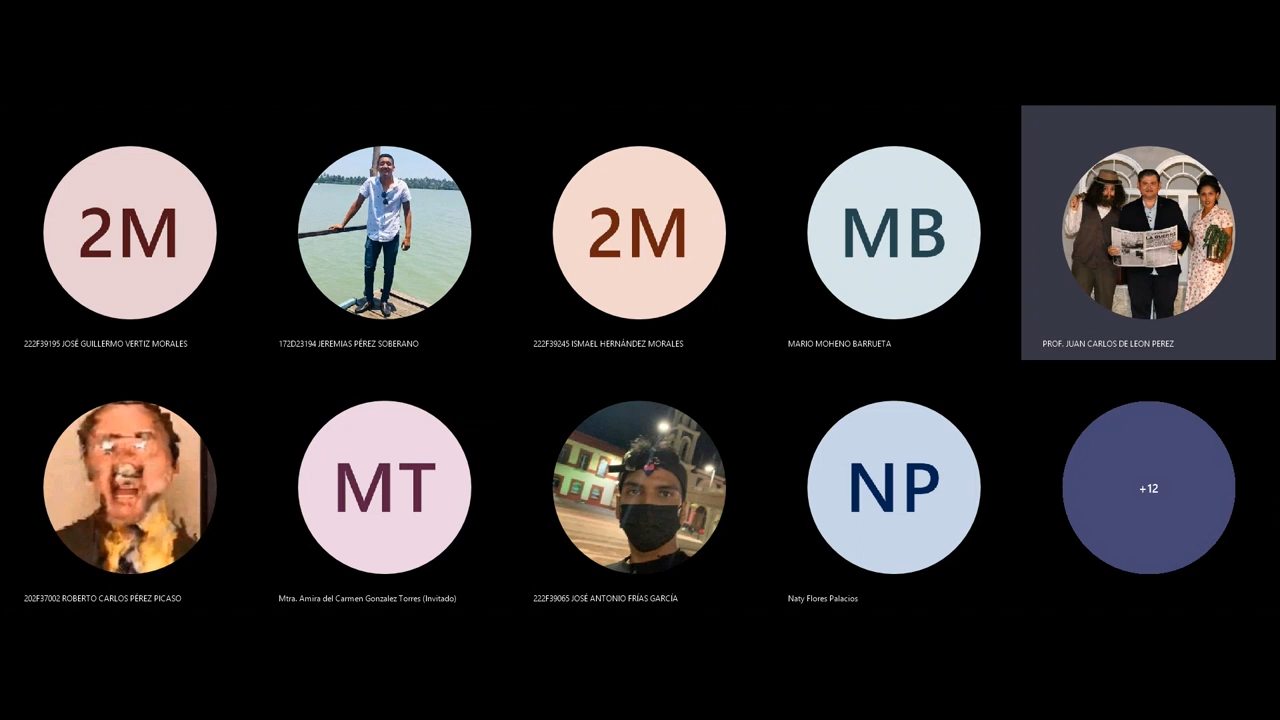 2M
2M
MB
222F39195 JOSÉ GUILLERMO VERTIZ MORALES
172D23194 JEREMIAS PÉREZ SOBERANO
222F39245 ISMAEL HERNÁNDEZ MORALES
MARIO MOHENO BARRUETA
PROF. JUAN CARLOS DE LEON PEREZ
MT
NP
+12
202F37002 ROBERTO CARLOS PÉREZ PICASO
Mtra. Amira del Carmen Gonzalez Torres (Invitado)
222F39065 JOSÉ ANTONIO FRÍAS GARCÍA
Naty Flores Palacios